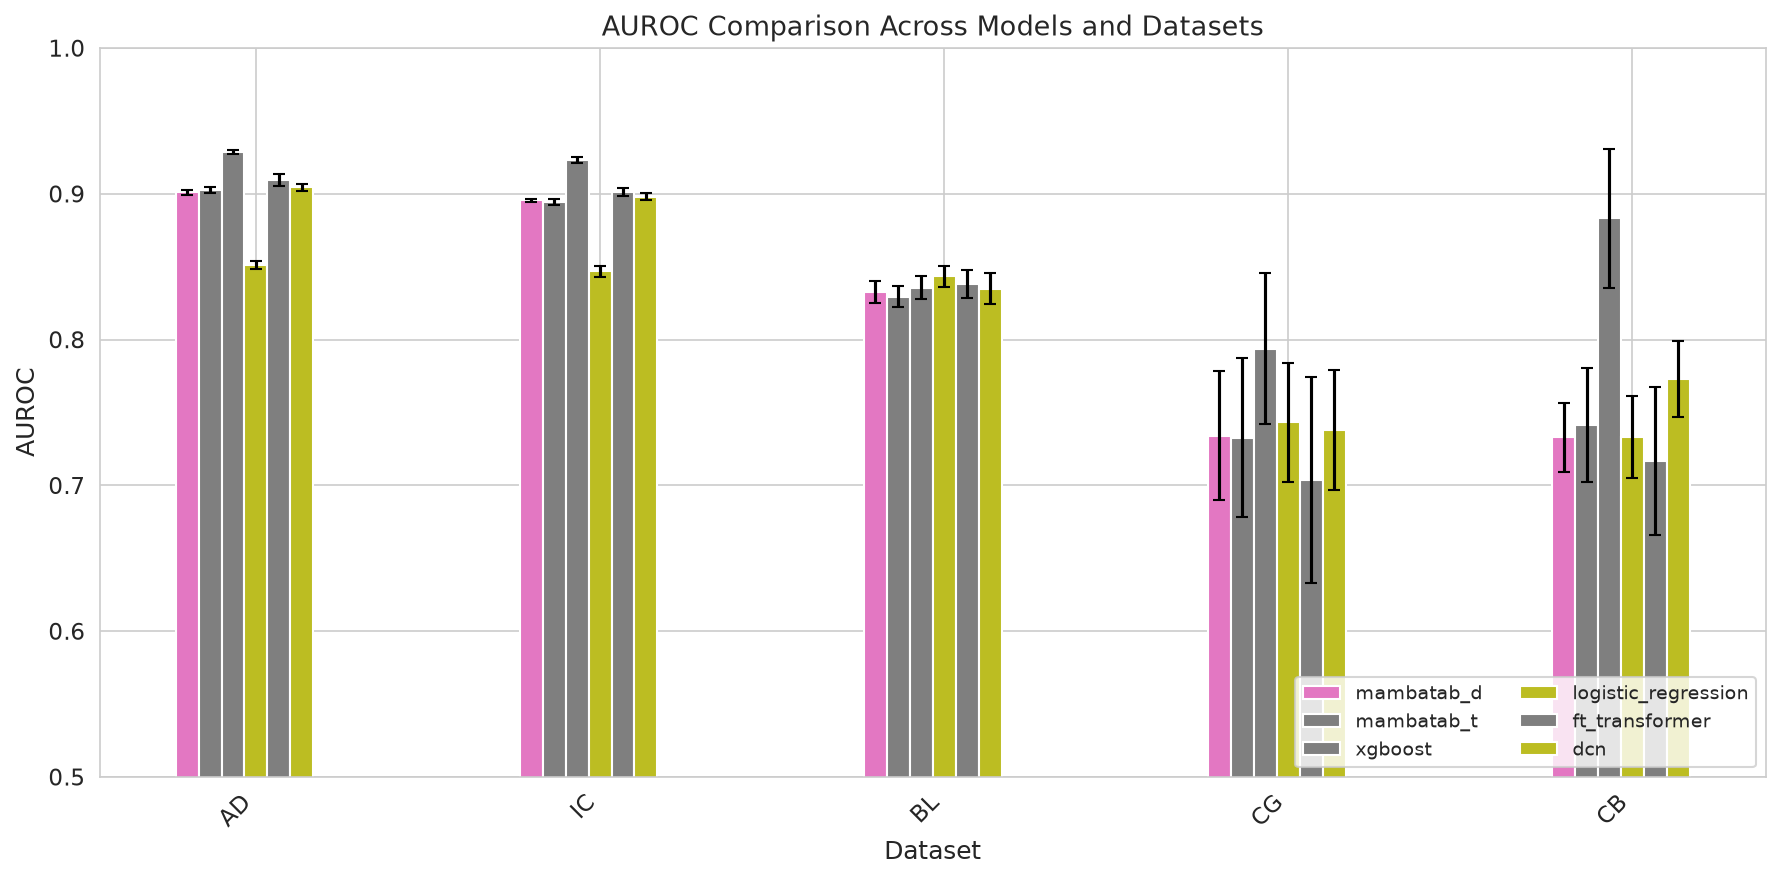 AUROC Comparison Across Models and Datasets
1.0
0.9
0.8
0.7
0.6
0.5
AUROC
AD
IC
BL
CG
CB
Dataset
mambatab_d
mambatab_t
xgboost
logistic_regression
ft_transformer
dcn